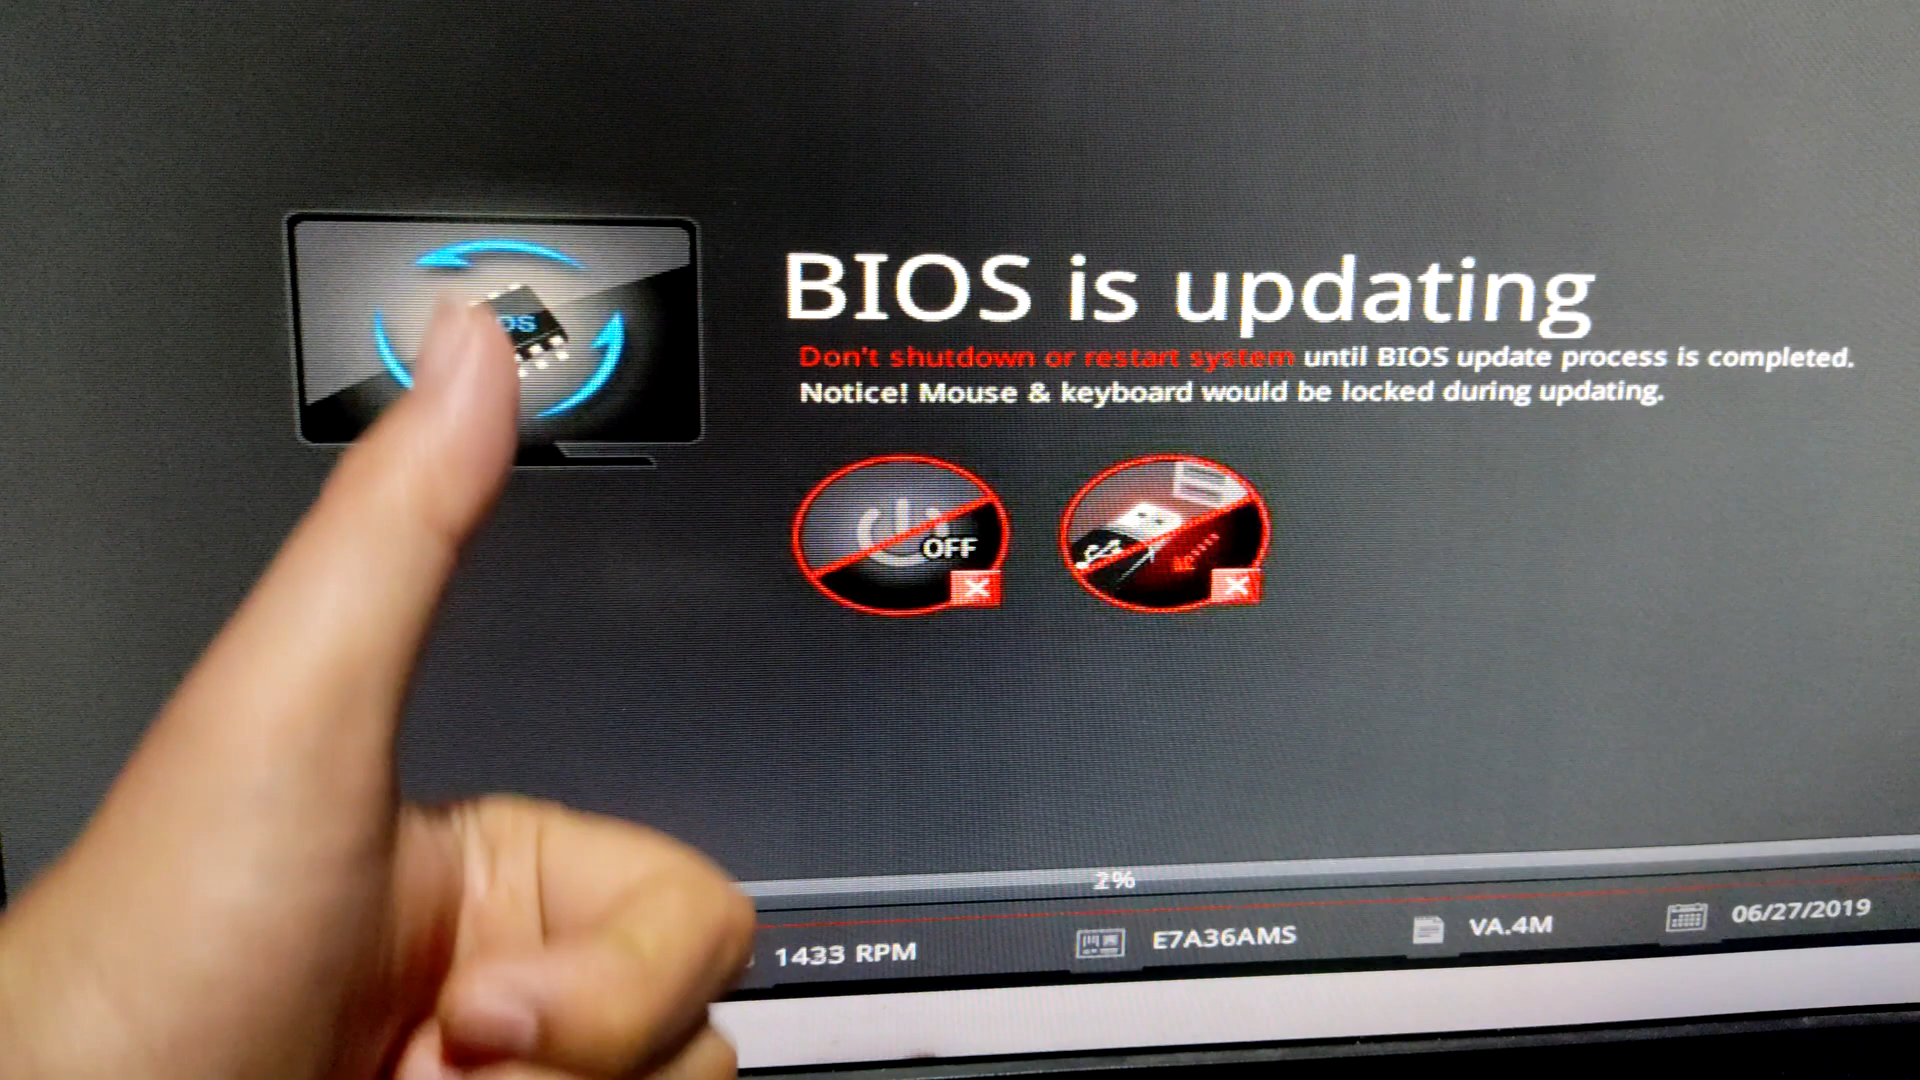 BIOS is updating
Don't shutdown or restart system until BIOS update process is completed.
Notice! Mouse & keyboard would be locked during updating.
OFF
2%
1433 RPM
E7A36AMS
VA.4M
06/27/2019